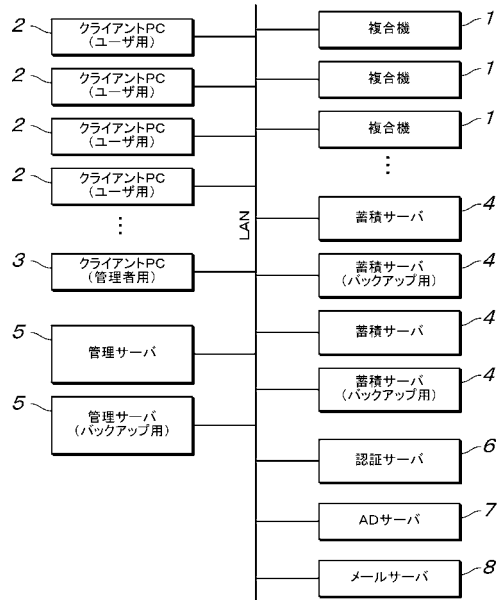 2
クライアントPC
(ユーザ用)
2
クライアントPC
(ユーザ用)
2
クライアントPC
(ユーザ用)
2
クライアントPC
(ユーザ用)
⋮
3
クライアントPC
(管理者用)
5
管理サーバ
5
管理サーバ
(バックアップ用)
LAN
複合機
1
複合機
1
複合機
1
⋮
蓄積サーバ
4
蓄積サーバ
(バックアップ用)
4
蓄積サーバ
4
蓄積サーバ
(バックアップ用)
4
認証サーバ
6
ADサーバ
7
メールサーバ
8